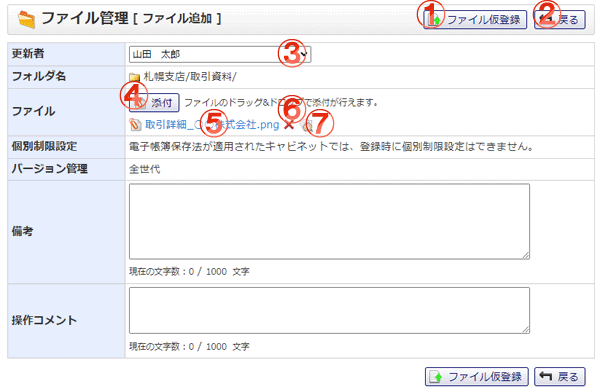 ファイル管理 [ ファイル追加 ]
① ファイル仮登録 ② 戻る
更新者 山田　太郎 ③
フォルダ名 札幌支店/取引資料/
ファイル ④ 添付 ファイルのドラッグ&ドロップで添付が行えます。
取引詳細_ ⑤ 株式会社.png ⑥ ⑦
個別制限設定 電子帳簿保存法が適用されたキャビネットでは、登録時に個別制限設定はできません。
バージョン管理 全世代
備考
現在の文字数：0 / 1000 文字
操作コメント
現在の文字数：0 / 1000 文字
ファイル仮登録 戻る